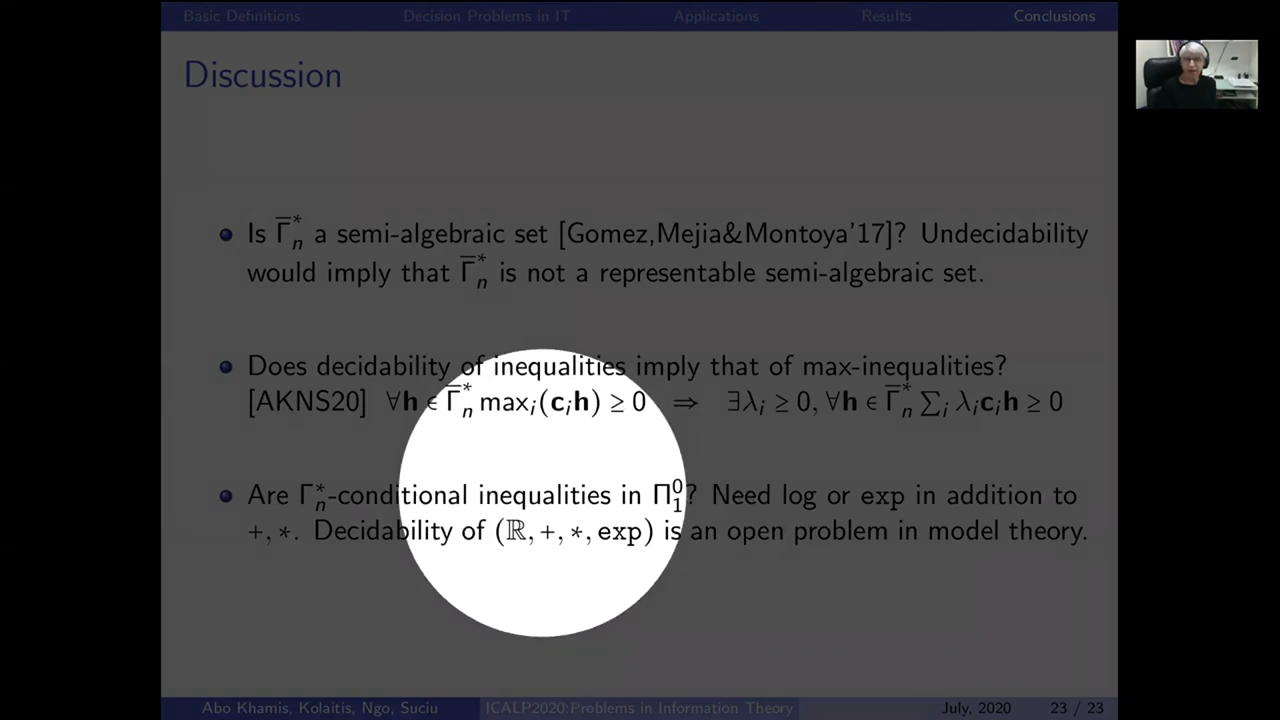 Basic Definitions Decision Problems in IT Applications Results Conclusions
Discussion
Is Γ̅*ₙ a semi-algebraic set [Gomez,Mejia&Montoya'17]? Undecidability
would imply that Γ̅*ₙ is not a representable semi-algebraic set.
Does decidability of inequalities imply that of max-inequalities?
[AKNS20] ∀h ∈ Γ̅*ₙ maxᵢ(cᵢh) ≥ 0 ⇒ ∃λᵢ ≥ 0, ∀h ∈ Γ̅*ₙ ∑ᵢ λᵢcᵢh ≥ 0
Are Γ*ₙ-conditional inequalities in Π⁰₁? Need log or exp in addition to
+, *. Decidability of (ℝ, +, *, exp) is an open problem in model theory.
Abo Khamis, Kolaitis, Ngo, Suciu ICALP2020:Problems in Information Theory July, 2020 23 / 23